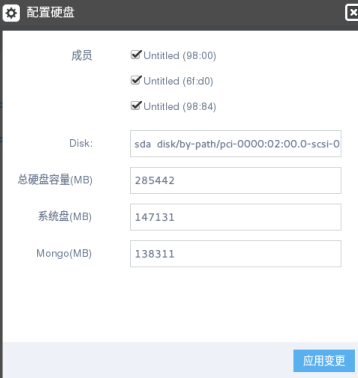 配置硬盘
成员
Untitled (98:00)
Untitled (6f:d0)
Untitled (98:84)
Disk: sda disk/by-path/pci-0000:02:00.0-scsi-0
总硬盘容量(MB) 285442
系统盘(MB) 147131
Mongo(MB) 138311
应用变更